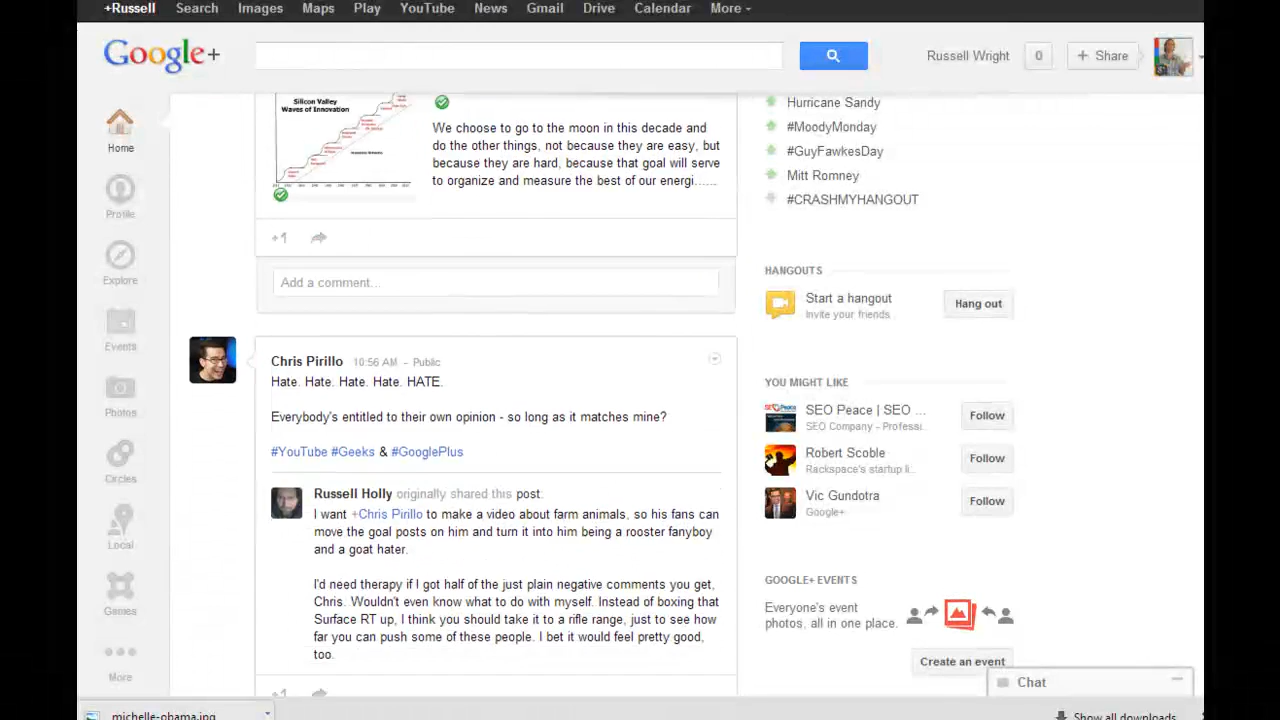 +Russell Search Images Maps Play YouTube News Gmail Drive Calendar More
Google+
Russell Wright 0 + Share
Home
Profile
Explore
Events
Photos
Circles
Local
Games
More
Silicon Valley
Waves of Innovation
We choose to go to the moon in this decade and
do the other things, not because they are easy, but
because they are hard, because that goal will serve
to organize and measure the best of our energi......
+1
Add a comment...
Chris Pirillo 10:56 AM - Public
Hate. Hate. Hate. Hate. HATE.
Everybody's entitled to their own opinion - so long as it matches mine?
#YouTube #Geeks & #GooglePlus
Russell Holly originally shared this post.
I want +Chris Pirillo to make a video about farm animals, so his fans can
move the goal posts on him and turn it into him being a rooster fanyboy
and a goat hater.
I'd need therapy if I got half of the just plain negative comments you get,
Chris. Wouldn't even know what to do with myself. Instead of boxing that
Surface RT up, I think you should take it to a rifle range, just to see how
far you can push some of these people. I bet it would feel pretty good,
too.
+1
Hurricane Sandy
#MoodyMonday
#GuyFawkesDay
Mitt Romney
#CRASHMYHANGOUT
HANGOUTS
Start a hangout
Invite your friends
Hang out
YOU MIGHT LIKE
SEO Peace | SEO ...
SEO Company - Professi..
Follow
Robert Scoble
Rackspace's startup li..
Follow
Vic Gundotra
Google+
Follow
GOOGLE+ EVENTS
Everyone's event
photos, all in one place.
Create an event
Chat
michelle-obama.jpg
Show all downloads